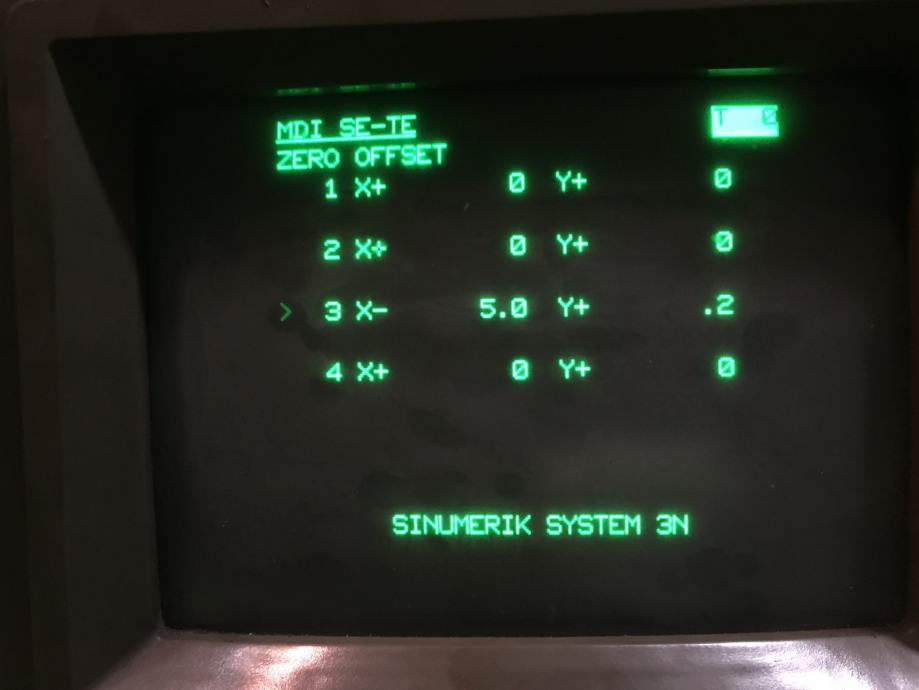 MDI SE-TE T 0
ZERO OFFSET
1 X+ 0 Y+ 0
2 X+ 0 Y+ 0
> 3 X- 5.0 Y+ .2
4 X+ 0 Y+ 0
SINUMERIK SYSTEM 3N